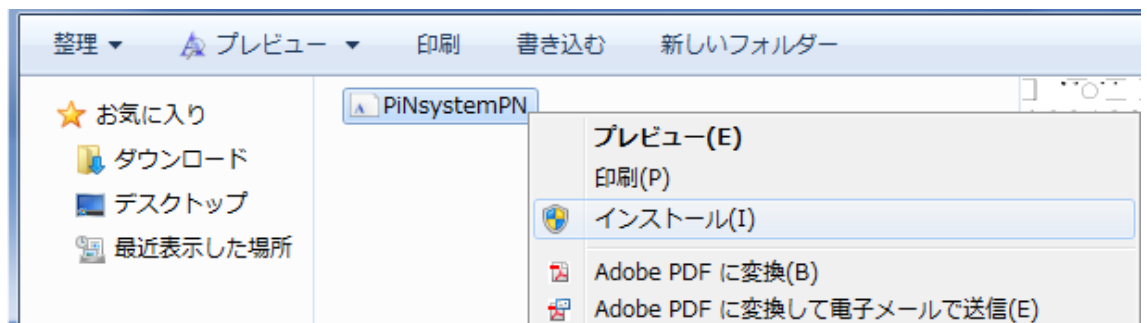 整理 プレビュー 印刷 書き込む 新しいフォルダー
お気に入り
ダウンロード
デスクトップ
最近表示した場所
PiNsystemPN
プレビュー(E)
印刷(P)
インストール(I)
Adobe PDF に変換(B)
Adobe PDF に変換して電子メールで送信(E)